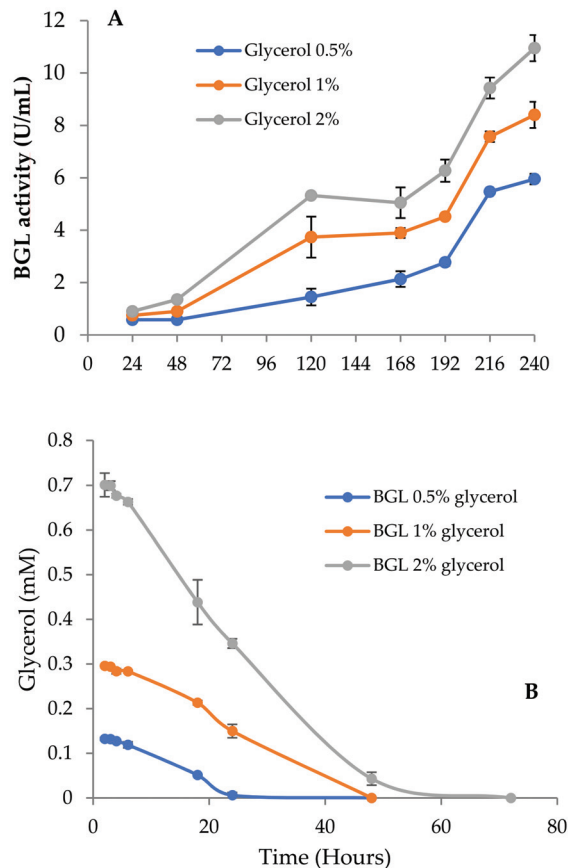 A
BGL activity (U/mL)
12
10
8
6
4
2
0
Glycerol 0.5%
Glycerol 1%
Glycerol 2%
0 24 48 72 96 120 144 168 192 216 240
Glycerol (mM)
0.8
0.7
0.6
0.5
0.4
0.3
0.2
0.1
0
BGL 0.5% glycerol
BGL 1% glycerol
BGL 2% glycerol
B
0 20 40 60 80
Time (Hours)